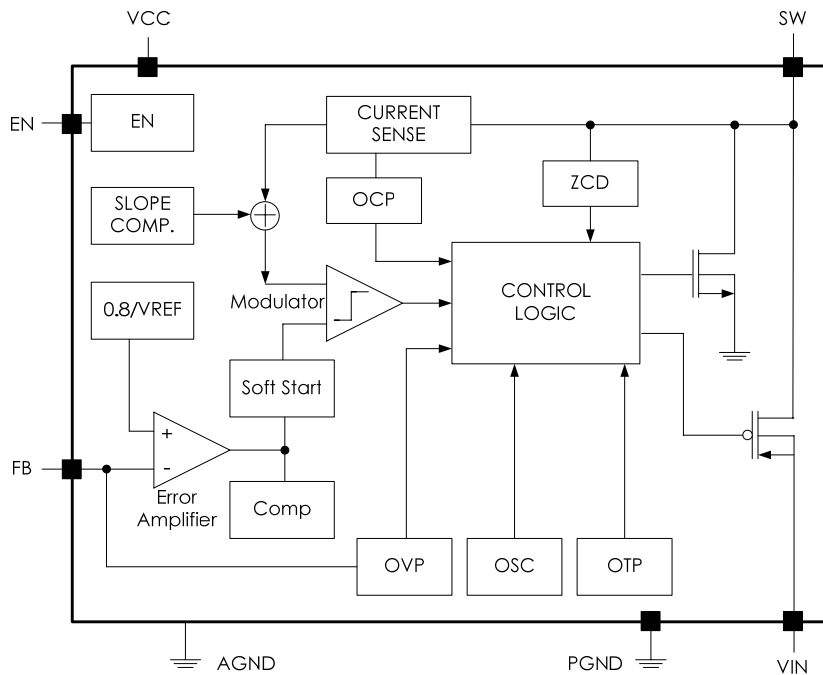 VCC
SW
EN
EN
CURRENT
SENSE
SLOPE
COMP.
OCP
ZCD
Modulator
CONTROL
LOGIC
0.8/VREF
Soft Start
+
-
FB
Error
Amplifier
Comp
OVP
OSC
OTP
AGND
PGND
VIN